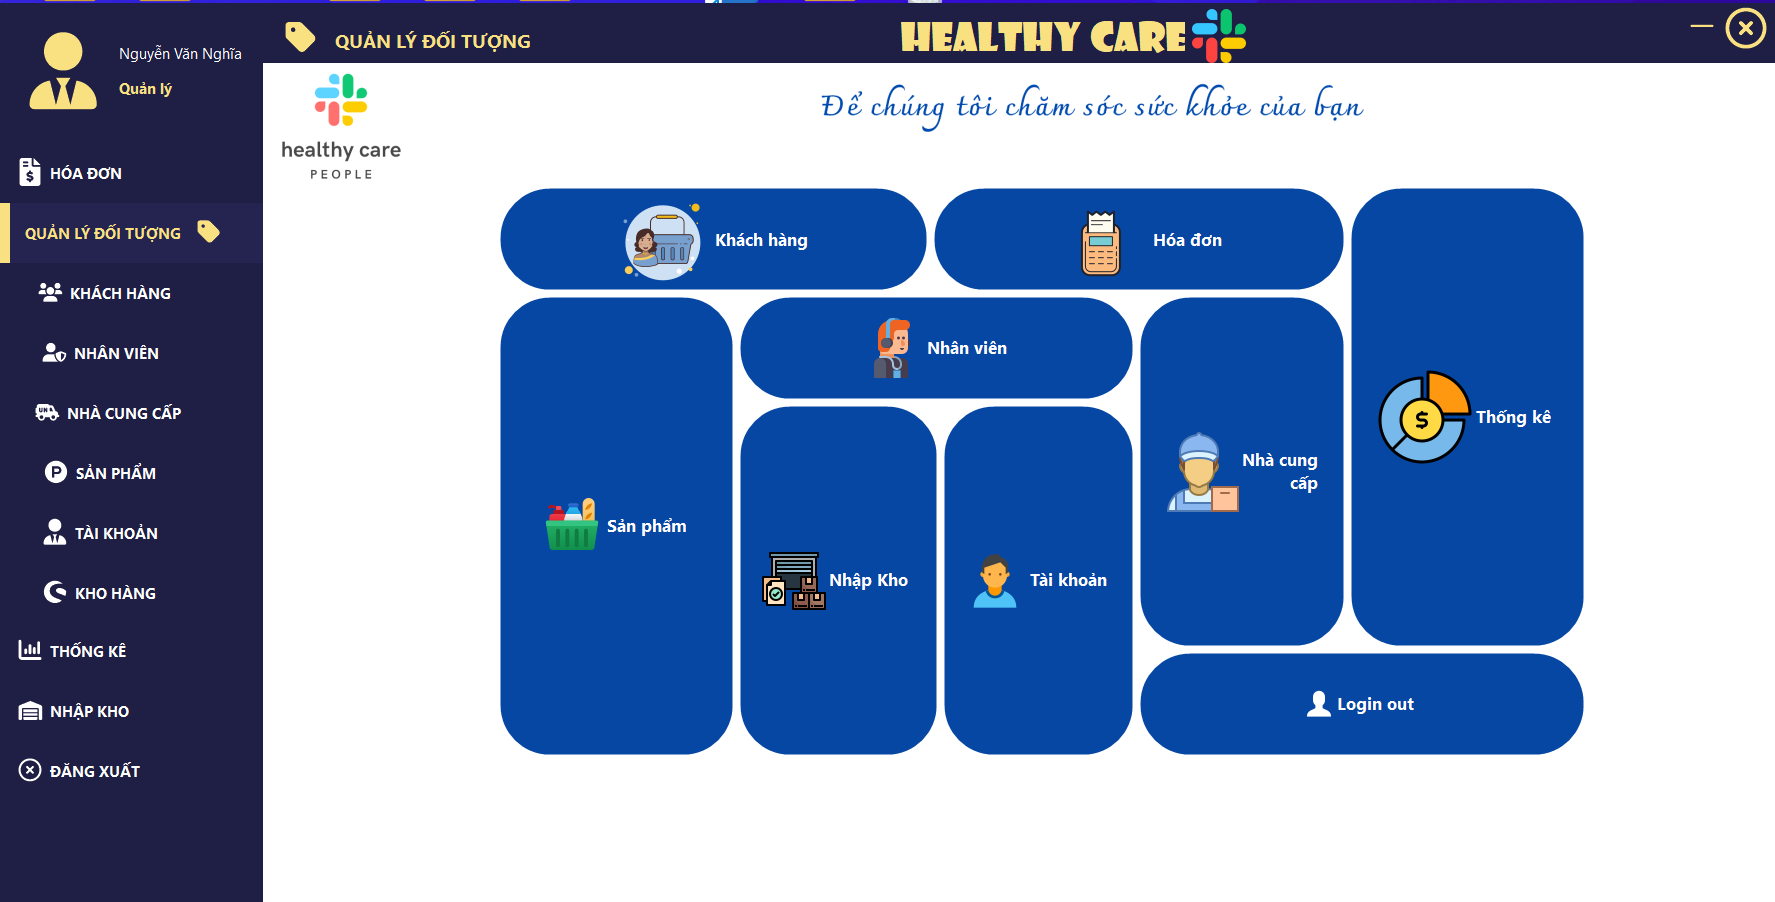 Nguyễn Văn Nghĩa
Quản lý
HÓA ĐƠN
QUẢN LÝ ĐỐI TƯỢNG
KHÁCH HÀNG
NHÂN VIÊN
NHÀ CUNG CẤP
SẢN PHẨM
TÀI KHOẢN
KHO HÀNG
THỐNG KÊ
NHẬP KHO
ĐĂNG XUẤT
QUẢN LÝ ĐỐI TƯỢNG
HEALTHY CARE
healthy care
PEOPLE
Để chúng tôi chăm sóc sức khỏe của bạn
Khách hàng
Hóa đơn
Nhân viên
Thống kê
Nhà cung
cấp
Sản phẩm
Nhập Kho
Tài khoản
Login out